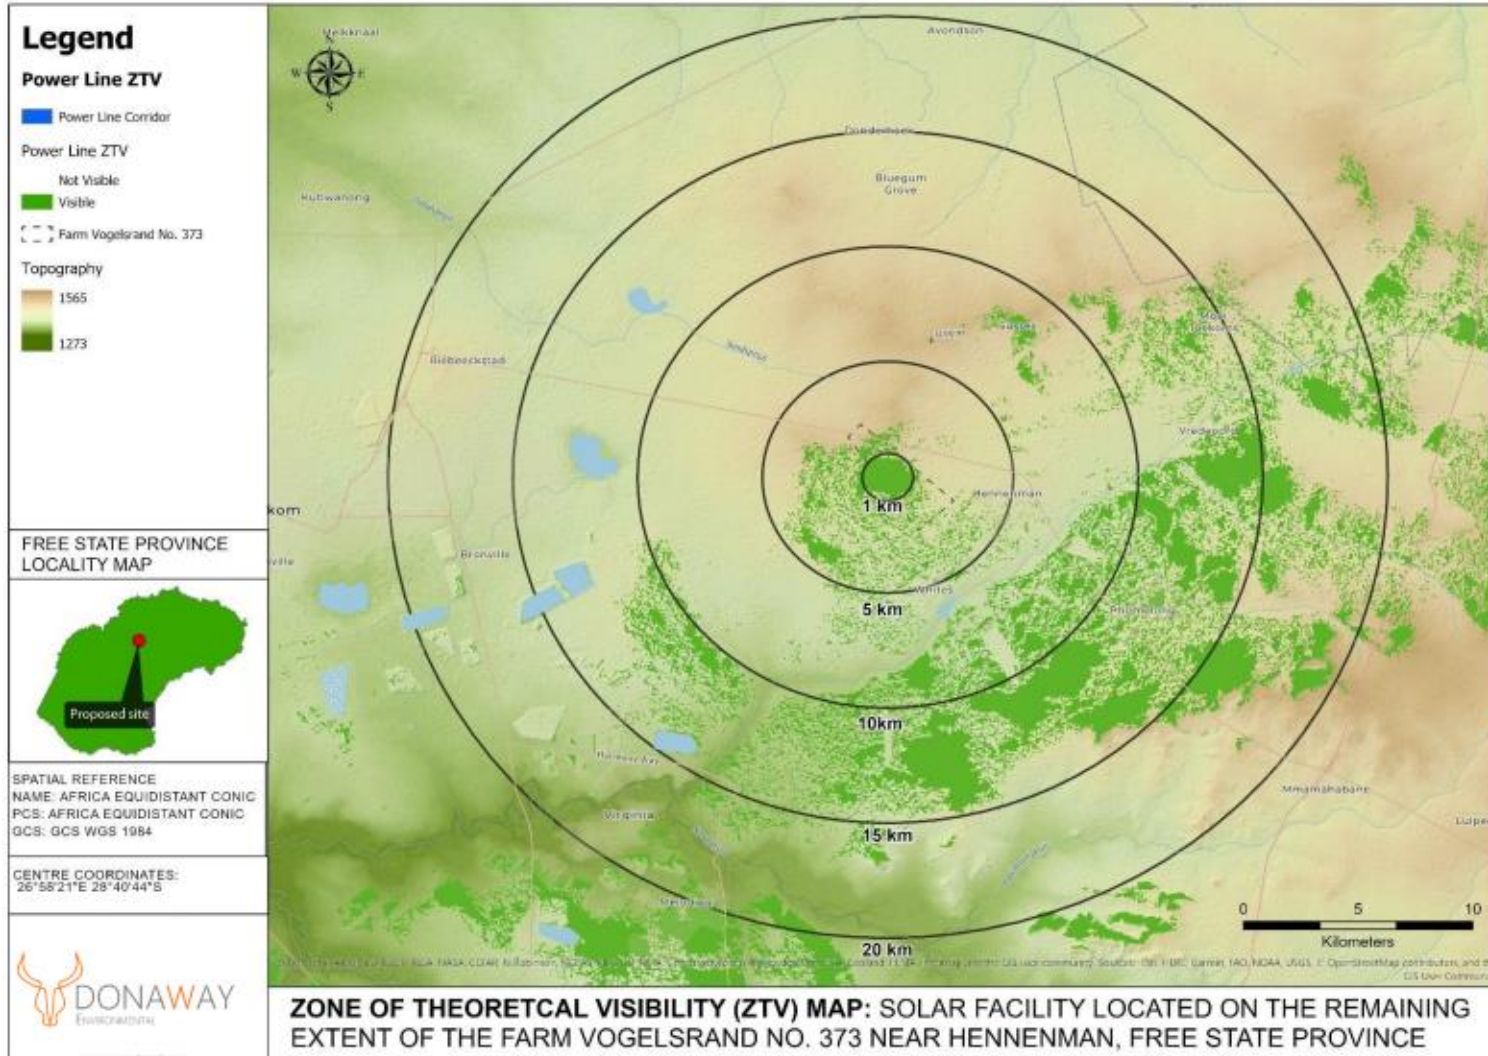 Legend
Power Line ZTV
Power Line Corridor
Power Line ZTV
Not Visible
Visible
Farm Vogelsrand No. 373
Topography
1565
1273
FREE STATE PROVINCE
LOCALITY MAP
Proposed site
SPATIAL REFERENCE
NAME: AFRICA EQUIDISTANT CONIC
PCS: AFRICA EQUIDISTANT CONIC
GCS: GCS WGS 1984
CENTRE COORDINATES:
26°58'21"E 28°40'44"S
DONAWAY
ENVIRONMENTAL
N
W E
S
Avondson
Donderhoek
Bluegum
Grove
Kutlwanong
Riebeeckstad
kom
ville
Bronville
Hennenman
Whites
Phomolong
Virginia
Meloding
Mmamahabane
1 km
5 km
10km
15 km
20 km
0 5 10
Kilometers
ZONE OF THEORETCAL VISIBILITY (ZTV) MAP: SOLAR FACILITY LOCATED ON THE REMAINING
EXTENT OF THE FARM VOGELSRAND NO. 373 NEAR HENNENMAN, FREE STATE PROVINCE